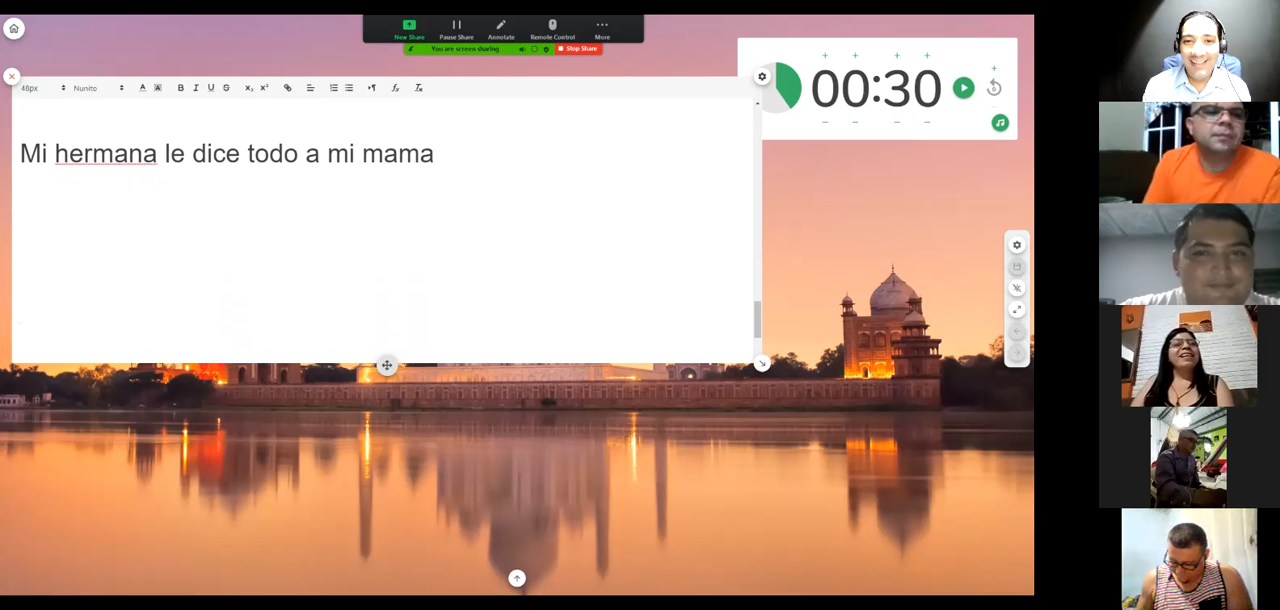 New Share
Pause Share
Annotate
Remote Control
More
You are screen sharing
Stop Share
48px
Nunito
00:30
Mi hermana le dice todo a mi mama